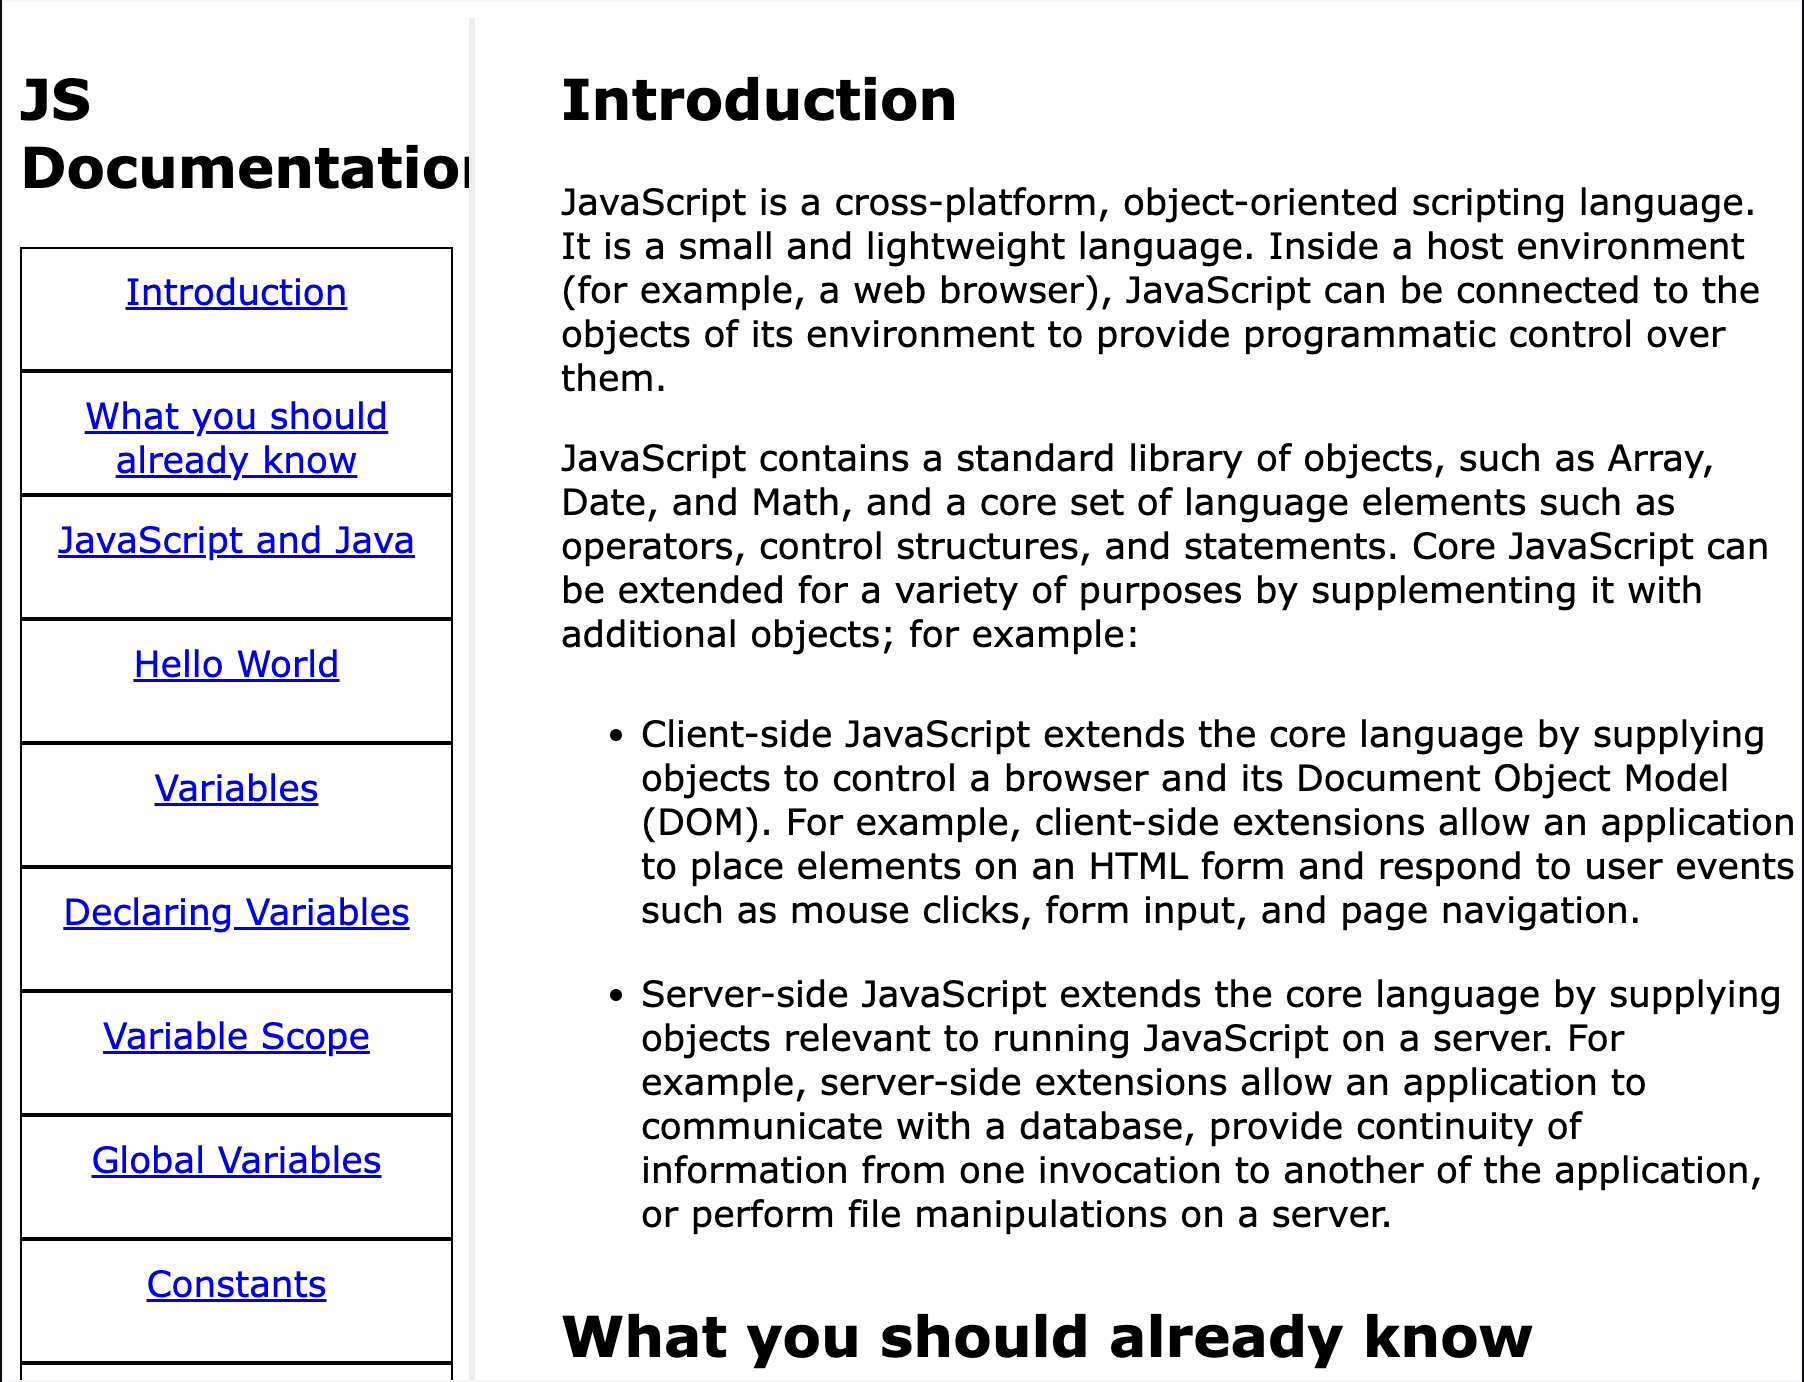 JS
Documentation
Introduction
What you should
already know
JavaScript and Java
Hello World
Variables
Declaring Variables
Variable Scope
Global Variables
Constants
Introduction
JavaScript is a cross-platform, object-oriented scripting language.
It is a small and lightweight language. Inside a host environment
(for example, a web browser), JavaScript can be connected to the
objects of its environment to provide programmatic control over
them.
JavaScript contains a standard library of objects, such as Array,
Date, and Math, and a core set of language elements such as
operators, control structures, and statements. Core JavaScript can
be extended for a variety of purposes by supplementing it with
additional objects; for example:
• Client-side JavaScript extends the core language by supplying
objects to control a browser and its Document Object Model
(DOM). For example, client-side extensions allow an application
to place elements on an HTML form and respond to user events
such as mouse clicks, form input, and page navigation.
• Server-side JavaScript extends the core language by supplying
objects relevant to running JavaScript on a server. For
example, server-side extensions allow an application to
communicate with a database, provide continuity of
information from one invocation to another of the application,
or perform file manipulations on a server.
What you should already know